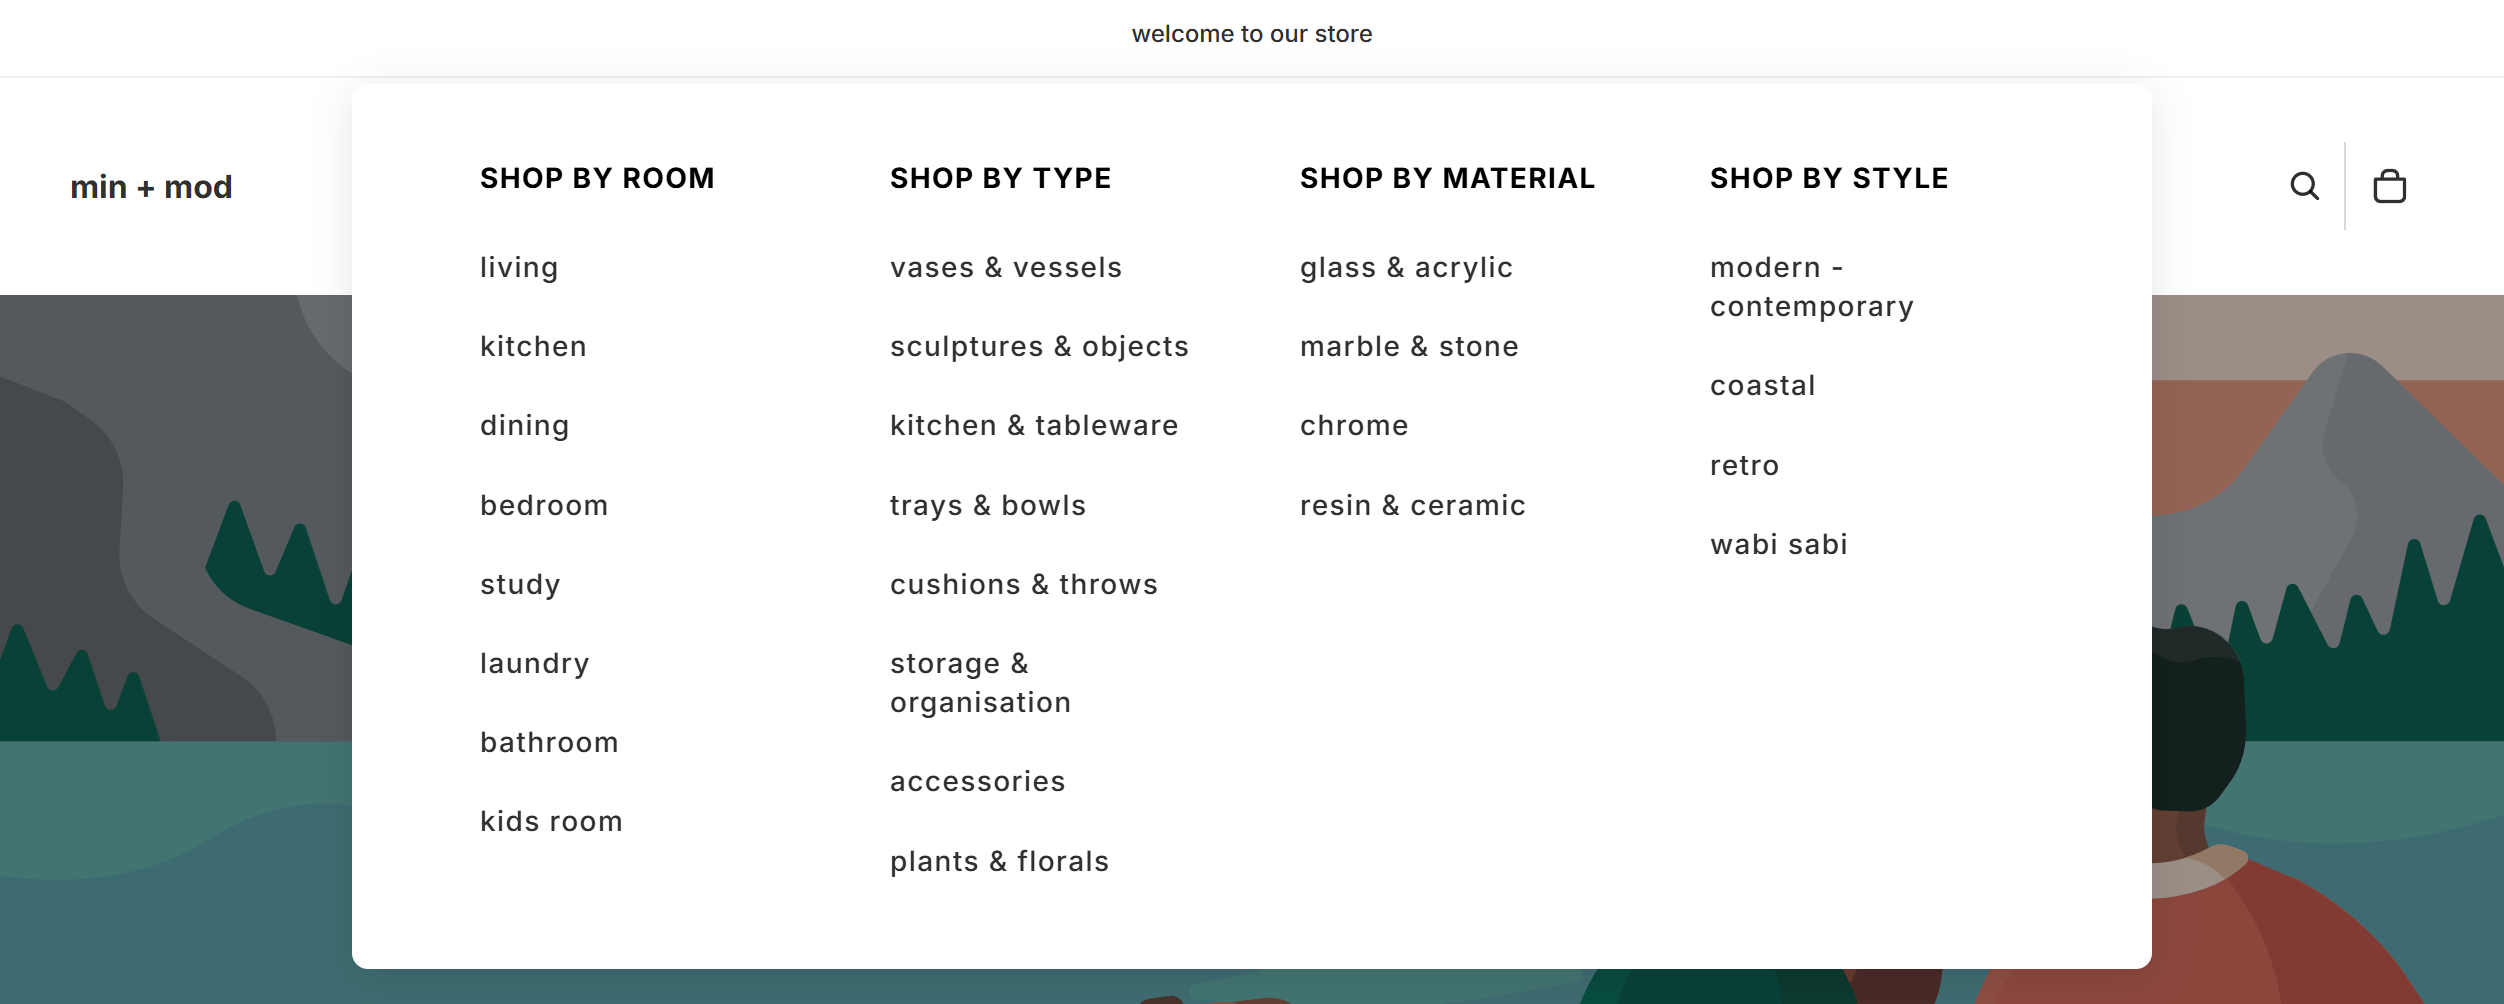 welcome to our store
min + mod
SHOP BY ROOM
living
kitchen
dining
bedroom
study
laundry
bathroom
kids room
SHOP BY TYPE
vases & vessels
sculptures & objects
kitchen & tableware
trays & bowls
cushions & throws
storage &
organisation
accessories
plants & florals
SHOP BY MATERIAL
glass & acrylic
marble & stone
chrome
resin & ceramic
SHOP BY STYLE
modern -
contemporary
coastal
retro
wabi sabi